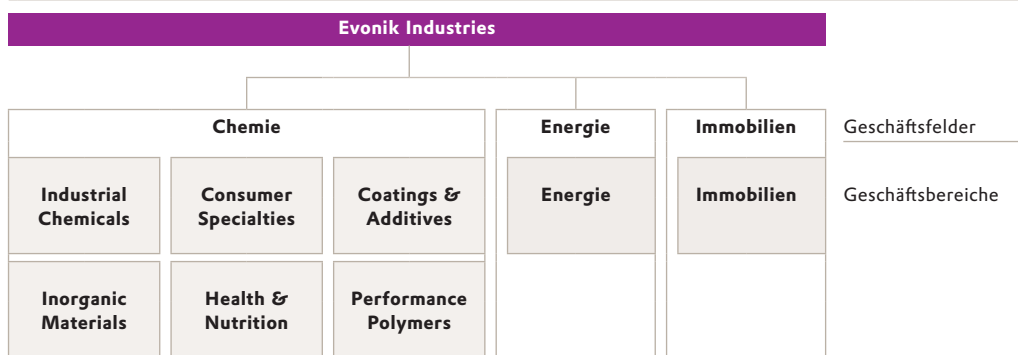 Evonik Industries
Chemie
Energie
Immobilien
Geschäftsfelder
Industrial
Chemicals
Consumer
Specialties
Coatings &
Additives
Energie
Immobilien
Geschäftsbereiche
Inorganic
Materials
Health &
Nutrition
Performance
Polymers